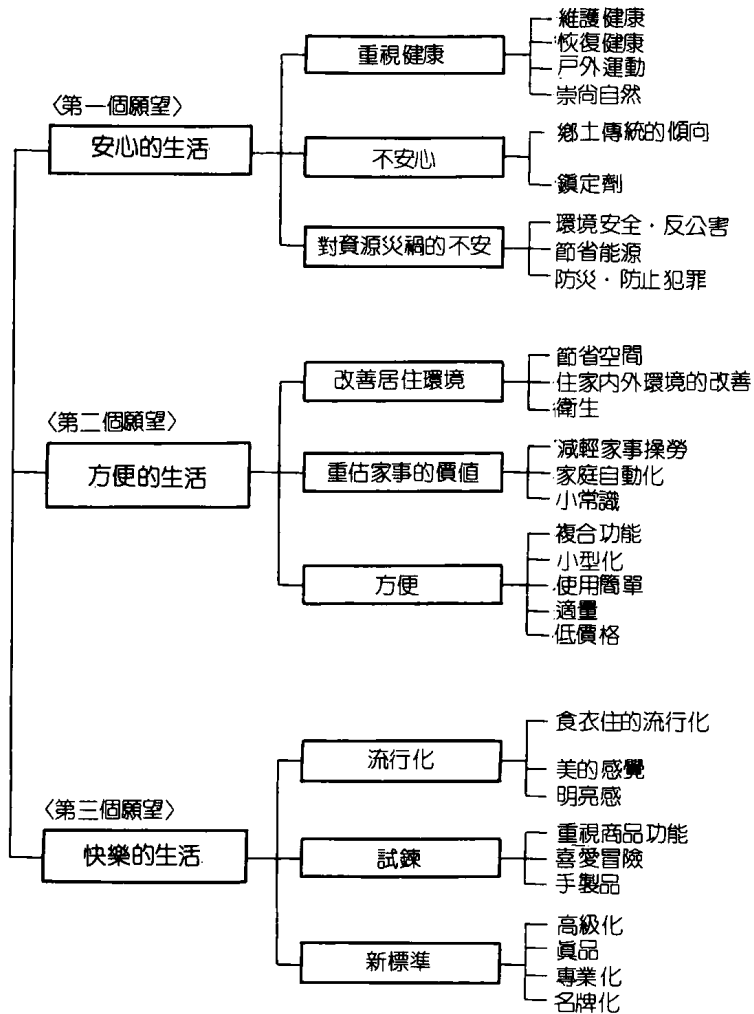 〈第一個願望〉
安心的生活
重視健康
維護健康
恢復健康
戶外運動
崇尚自然
不安心
鄉土傳統的傾向
鎮定劑
對資源災禍的不安
環境安全·反公害
節省能源
防災·防止犯罪
〈第二個願望〉
方便的生活
改善居住環境
節省空間
住家內外環境的改善
衛生
重估家事的價值
減輕家事操勞
家庭自動化
小常識
方便
複合功能
小型化
使用簡單
適量
低價格
〈第三個願望〉
快樂的生活
流行化
食衣住的流行化
美的感覺
明亮感
試鍊
重視商品功能
喜愛冒險
手製品
新標準
高級化
眞品
專業化
名牌化